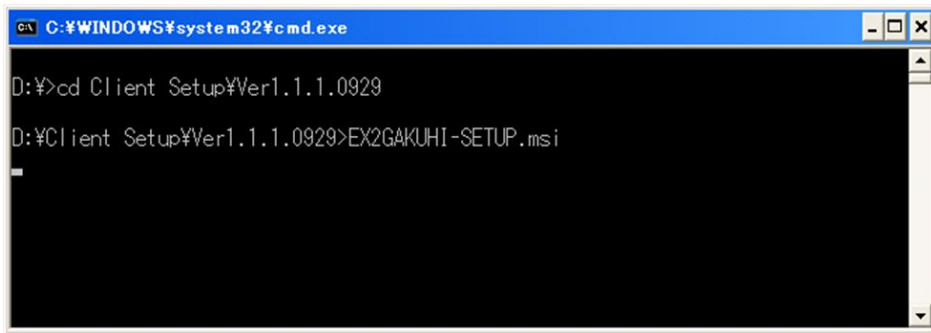 C:¥WINDOWS¥system32¥cmd.exe
D:¥>cd Client Setup¥Ver1.1.1.0929
D:¥Client Setup¥Ver1.1.1.0929>EX2GAKUHI-SETUP.msi